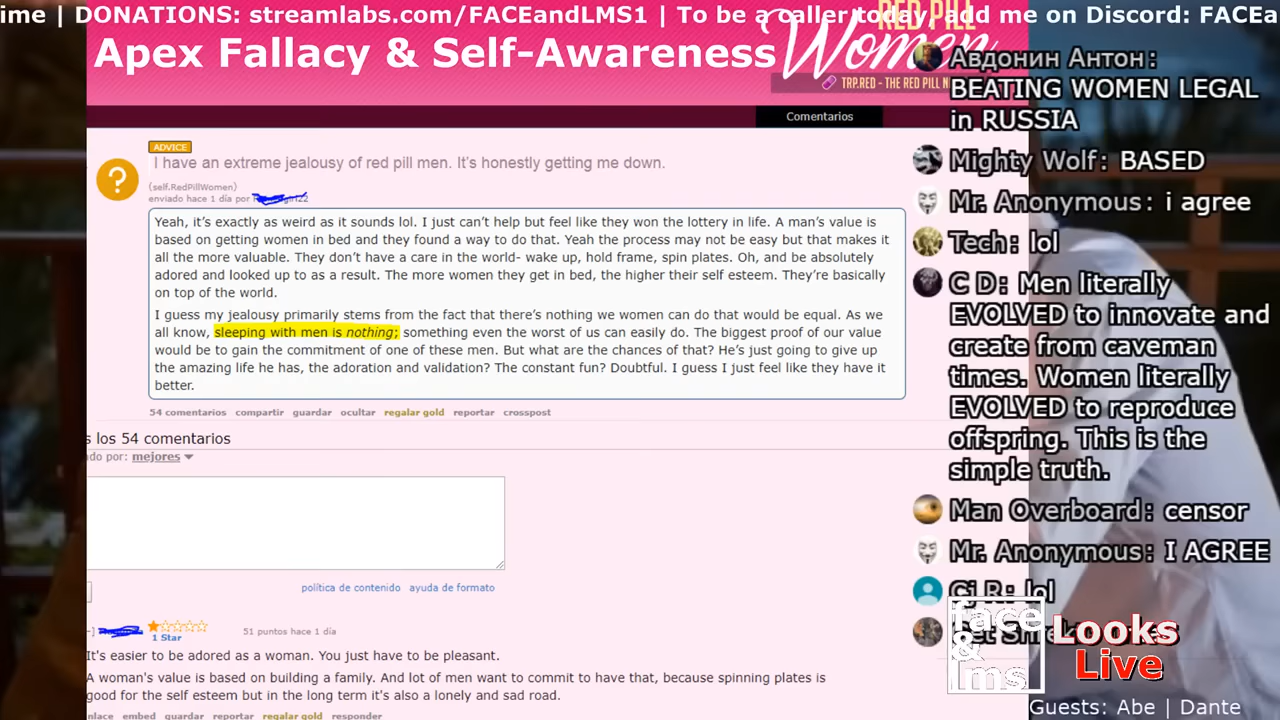 ime | DONATIONS: streamlabs.com/FACEandLMS1 | To be a caller today, add me on Discord: FACEa
RED PILL
Women
Apex Fallacy & Self-Awareness
TRP.RED - THE RED PILL N
Comentarios
ADVICE
I have an extreme jealousy of red pill men. It's honestly getting me down.
?
(self.RedPillWomen)
enviado hace 1 día por
Yeah, it's exactly as weird as it sounds lol. I just can't help but feel like they won the lottery in life. A man's value is
based on getting women in bed and they found a way to do that. Yeah the process may not be easy but that makes it
all the more valuable. They don't have a care in the world- wake up, hold frame, spin plates. Oh, and be absolutely
adored and looked up to as a result. The more women they get in bed, the higher their self esteem. They're basically
on top of the world.
I guess my jealousy primarily stems from the fact that there's nothing we women can do that would be equal. As we
all know, sleeping with men is nothing; something even the worst of us can easily do. The biggest proof of our value
would be to gain the commitment of one of these men. But what are the chances of that? He's just going to give up
the amazing life he has, the adoration and validation? The constant fun? Doubtful. I guess I just feel like they have it
better.
54 comentarios compartir guardar ocultar regalar gold reportar crosspost
s los 54 comentarios
do por: mejores
política de contenido ayuda de formato
1 Star
51 puntos hace 1 día
It's easier to be adored as a woman. You just have to be pleasant.
A woman's value is based on building a family. And lot of men want to commit to have that, because spinning plates is
good for the self esteem but in the long term it's also a lonely and sad road.
nlace embed guardar reportar regalar gold responder
Авдонин Антон:
BEATING WOMEN LEGAL
in RUSSIA
Mighty Wolf: BASED
Mr. Anonymous: i agree
Tech: lol
C D: Men literally
EVOLVED to innovate and
create from caveman
times. Women literally
EVOLVED to reproduce
offspring. This is the
simple truth.
Man Overboard: censor
Mr. Anonymous: I AGREE
Cj R: lol
face
&
lms
Looks
Live
Guests: Abe | Dante